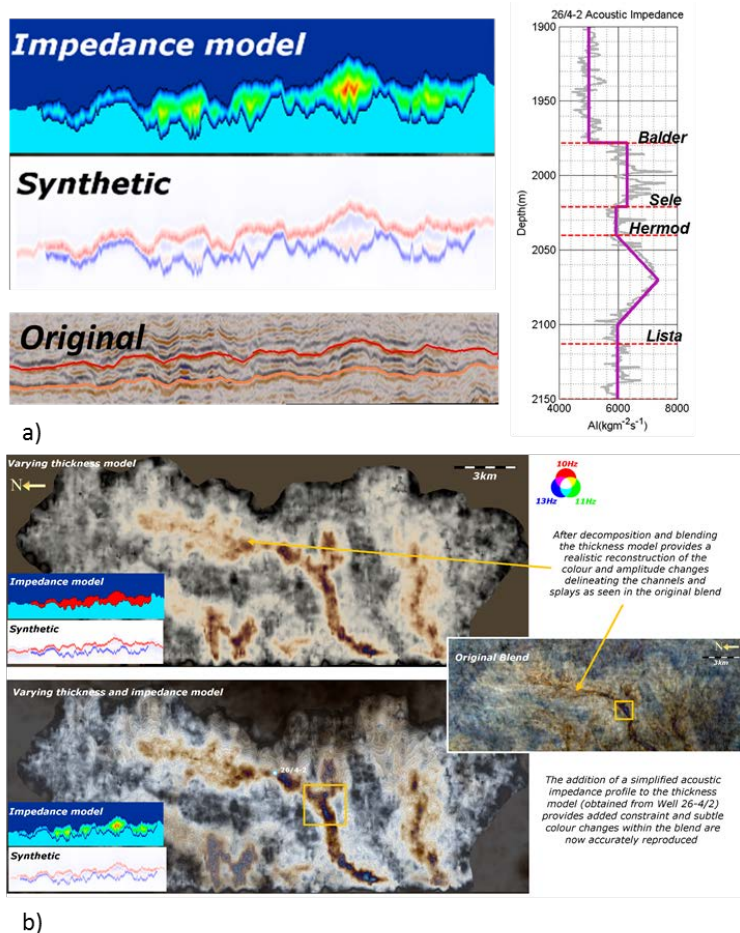 Impedance model
Synthetic
Original
26/4-2 Acoustic Impedance
Depth(m)
1900
1950
2000
2050
2100
2150
Balder
Sele
Hermod
Lista
4000 6000 8000
AI(kgm⁻²s⁻¹)
a)
Varying thickness model
N
3km
Impedance model
Synthetic
10Hz
13Hz 11Hz
After decomposition and blending
the thickness model provides a
realistic reconstruction of the
colour and amplitude changes
delineating the channels and
splays as seen in the original
blend
Original Blend
N
3km
Varying thickness and impedance model
Impedance model
Synthetic
The addition of a simplified acoustic
impedance profile to the thickness
model (obtained from Well 26-4/2)
provides added constraint and subtle
colour changes within the blend are
now accurately reproduced
b)